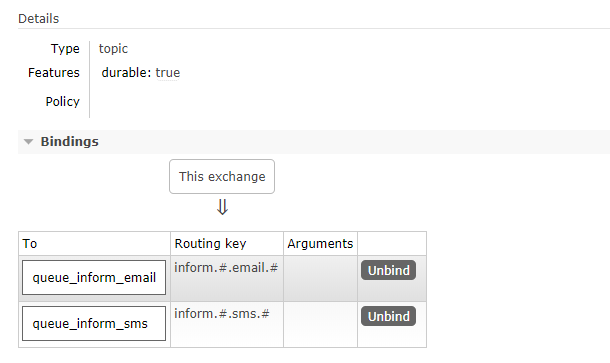 Details
Type topic
Features durable: true
Policy
Bindings
This exchange
⇓
To Routing key Arguments
queue_inform_email inform.#.email.# Unbind
queue_inform_sms inform.#.sms.# Unbind